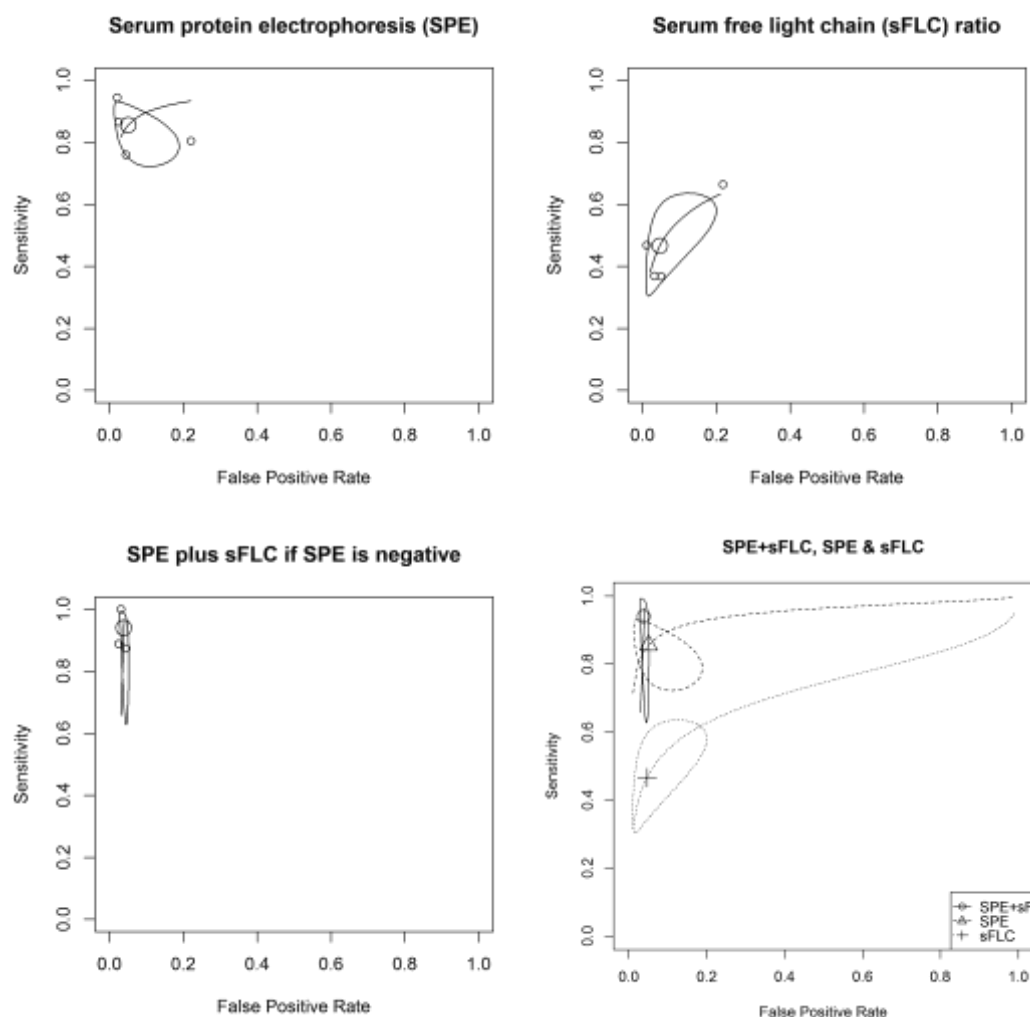 Serum protein electrophoresis (SPE)
Sensitivity
1.0
0.8
0.6
0.4
0.2
0.0
0.0 0.2 0.4 0.6 0.8 1.0
False Positive Rate
Serum free light chain (sFLC) ratio
Sensitivity
1.0
0.8
0.6
0.4
0.2
0.0
0.0 0.2 0.4 0.6 0.8 1.0
False Positive Rate
SPE plus sFLC if SPE is negative
Sensitivity
1.0
0.8
0.6
0.4
0.2
0.0
0.0 0.2 0.4 0.6 0.8 1.0
False Positive Rate
SPE+sFLC, SPE & sFLC
Sensitivity
1.0
0.8
0.6
0.4
0.2
0.0
SPE+sF
SPE
sFLC
0.0 0.2 0.4 0.6 0.8 1.0
False Positive Rate